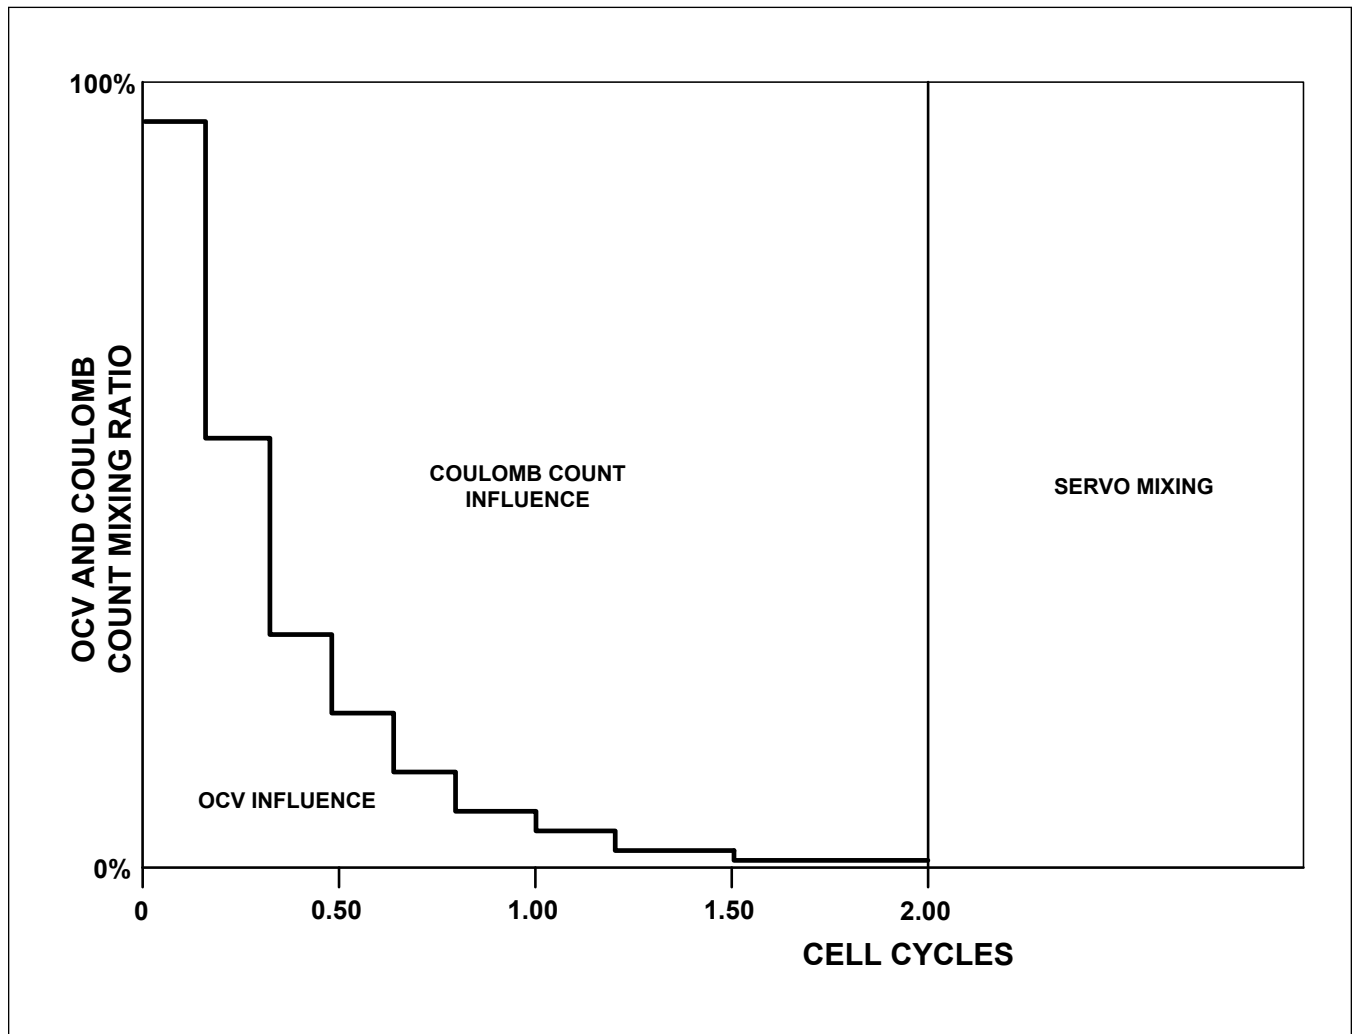 100%
OCV AND COULOMB
COUNT MIXING RATIO
COULOMB COUNT
INFLUENCE
SERVO MIXING
OCV INFLUENCE
0%
0
0.50
1.00
1.50
2.00
CELL CYCLES